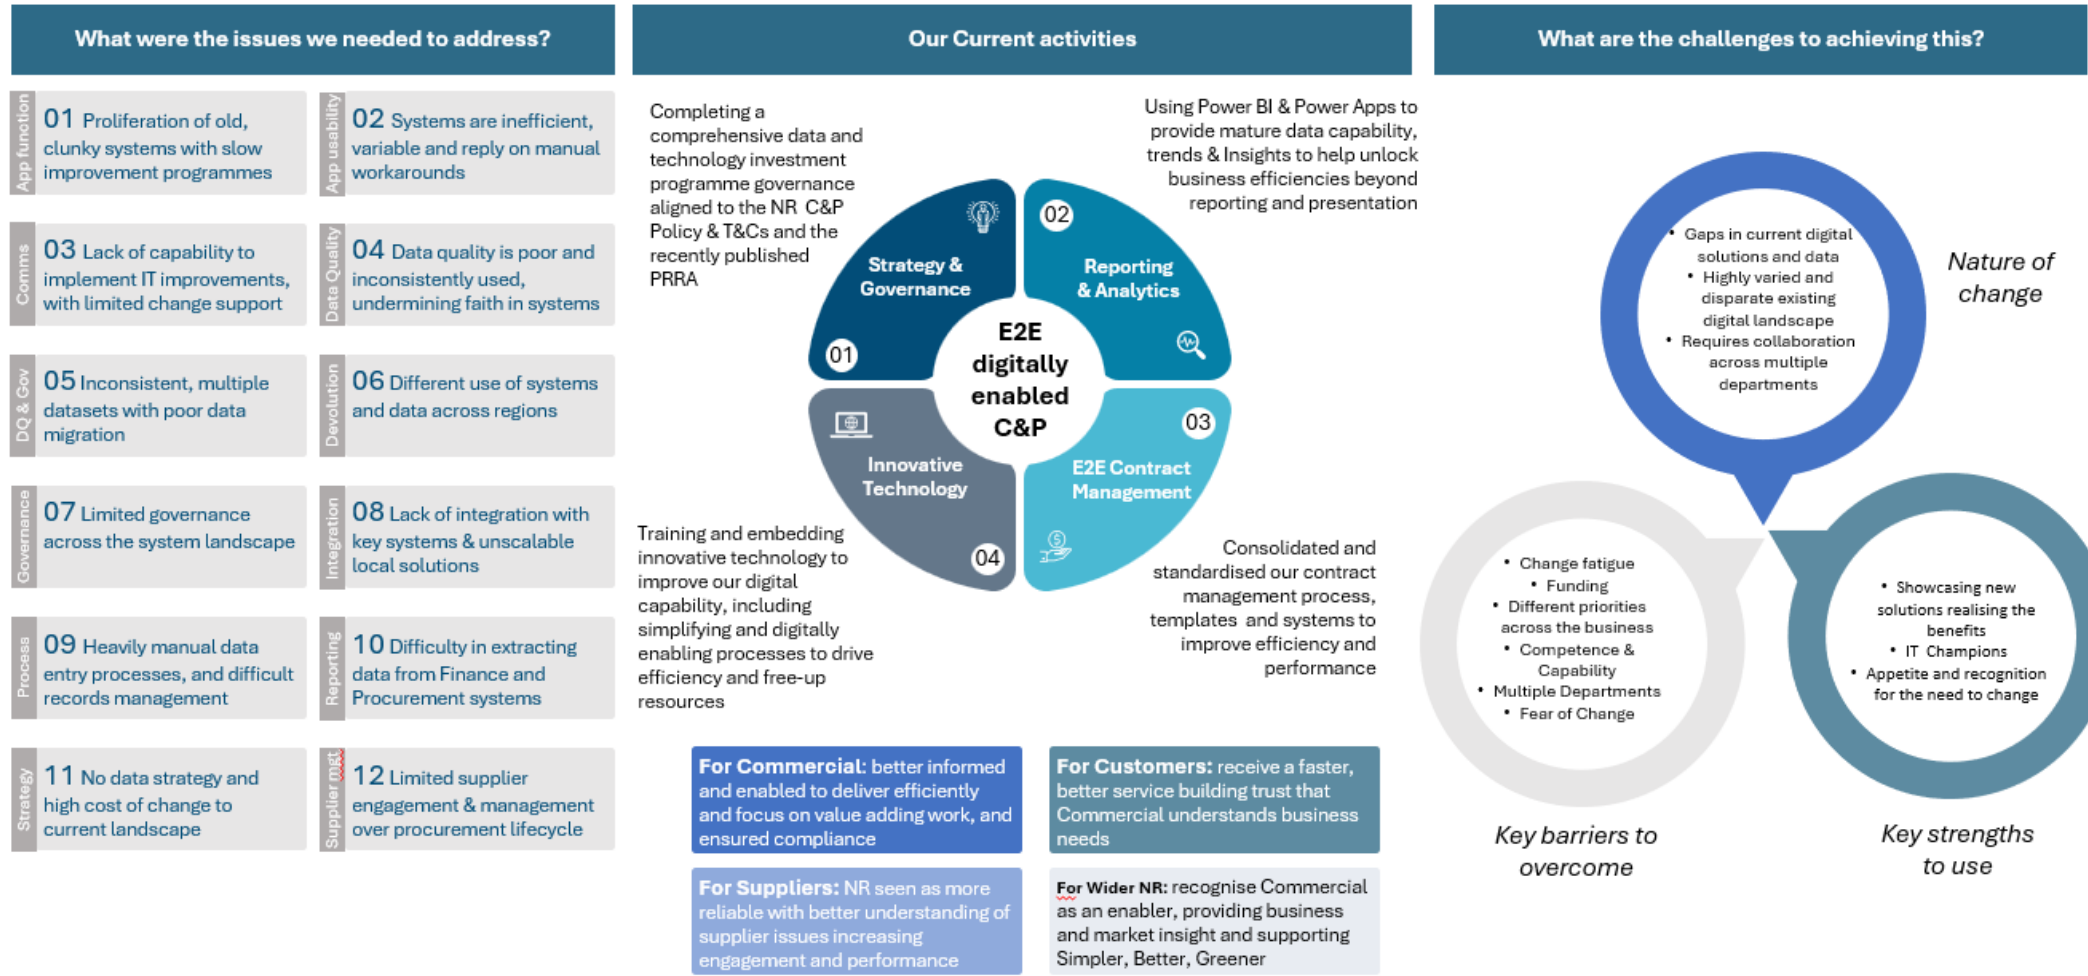 What were the issues we needed to address?
App function
01 Proliferation of old,
clunky systems with slow
improvement programmes
App usability
02 Systems are inefficient,
variable and reply on manual
workarounds
Comms
03 Lack of capability to
implement IT improvements,
with limited change support
Data Quality
04 Data quality is poor and
inconsistently used,
undermining faith in systems
DQ & Gov
05 Inconsistent, multiple
datasets with poor data
migration
Devolution
06 Different use of systems
and data across regions
Governance
07 Limited governance
across the system landscape
Integration
08 Lack of integration with
key systems & unscalable
local solutions
Process
09 Heavily manual data
entry processes, and difficult
records management
Reporting
10 Difficulty in extracting
data from Finance and
Procurement systems
Strategy
11 No data strategy and
high cost of change to
current landscape
Supplier mgt
12 Limited supplier
engagement & management
over procurement lifecycle
Our Current activities
Completing a
comprehensive data and
technology investment
programme governance
aligned to the NR C&P
Policy & T&Cs and the
recently published
PRRA
Using Power BI & Power Apps to
provide mature data capability,
trends & Insights to help unlock
business efficiencies beyond
reporting and presentation
Strategy &
Governance
01
02
Reporting
& Analytics
E2E
digitally
enabled
C&P
Innovative
Technology
04
03
E2E Contract
Management
Training and embedding
innovative technology to
improve our digital
capability, including
simplifying and digitally
enabling processes to drive
efficiency and free-up
resources
Consolidated and
standardised our contract
management process,
templates and systems to
improve efficiency and
performance
For Commercial: better informed
and enabled to deliver efficiently
and focus on value adding work, and
ensured compliance
For Customers: receive a faster,
better service building trust that
Commercial understands business
needs
For Suppliers: NR seen as more
reliable with better understanding of
supplier issues increasing
engagement and performance
For Wider NR: recognise Commercial
as an enabler, providing business
and market insight and supporting
Simpler, Better, Greener
What are the challenges to achieving this?
• Gaps in current digital
solutions and data
• Highly varied and
disparate existing
digital landscape
• Requires collaboration
across multiple
departments
Nature of
change
• Change fatigue
• Funding
• Different priorities
across the business
• Competence &
Capability
• Multiple Departments
• Fear of Change
Key barriers to
overcome
• Showcasing new
solutions realising the
benefits
• IT Champions
• Appetite and recognition
for the need to change
Key strengths
to use